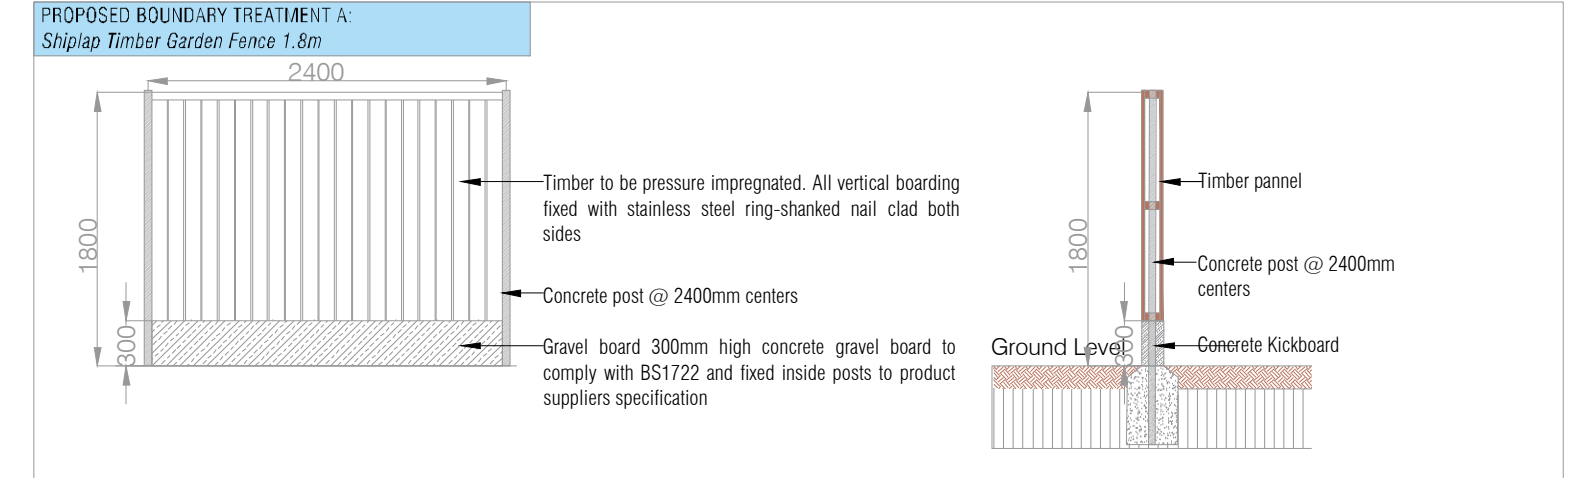 PROPOSED BOUNDARY TREATMENT A:
Shiplap Timber Garden Fence 1.8m
2400
1800
300
Timber to be pressure impregnated. All vertical boarding
fixed with stainless steel ring-shanked nail clad both
sides
Concrete post @ 2400mm centers
Gravel board 300mm high concrete gravel board to
comply with BS1722 and fixed inside posts to product
suppliers specification
1800
300
Timber pannel
Concrete post @ 2400mm
centers
Concrete Kickboard
Ground Level